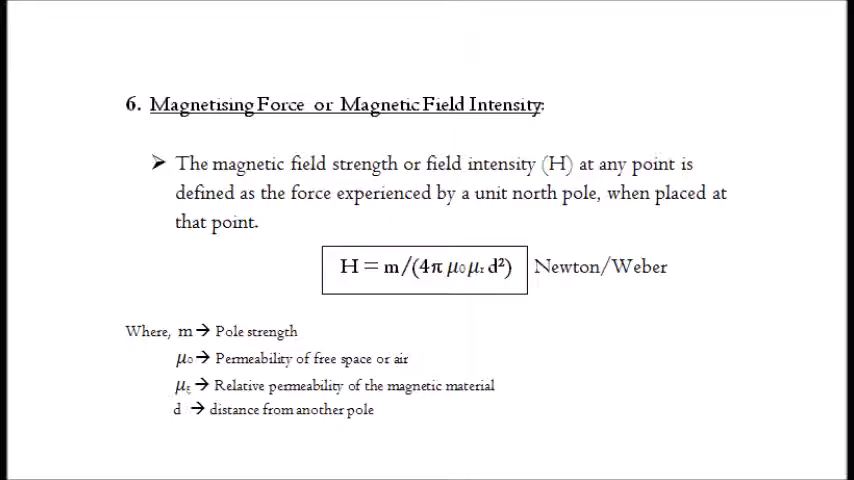 6. Magnetising Force or Magnetic Field Intensity:
➢ The magnetic field strength or field intensity (H) at any point is
defined as the force experienced by a unit north pole, when placed at
that point.
H = m/(4π μ₀ μᵣ d²) Newton/Weber
Where, m → Pole strength
μ₀ → Permeability of free space or air
μᵣ → Relative permeability of the magnetic material
d → distance from another pole